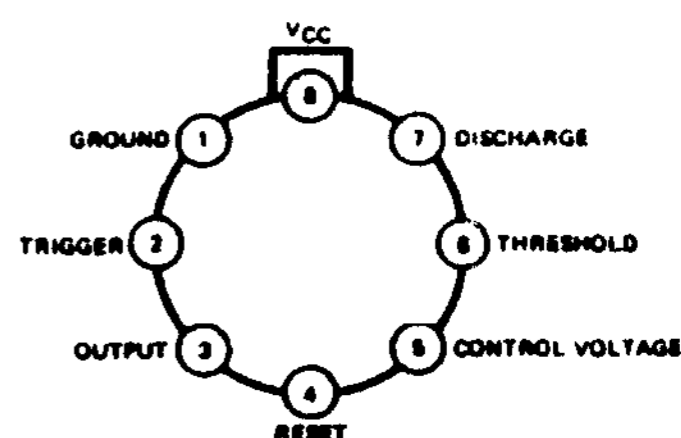 VCC
8
GROUND 1
7 DISCHARGE
TRIGGER 2
6 THRESHOLD
OUTPUT 3
5 CONTROL VOLTAGE
4
RESET